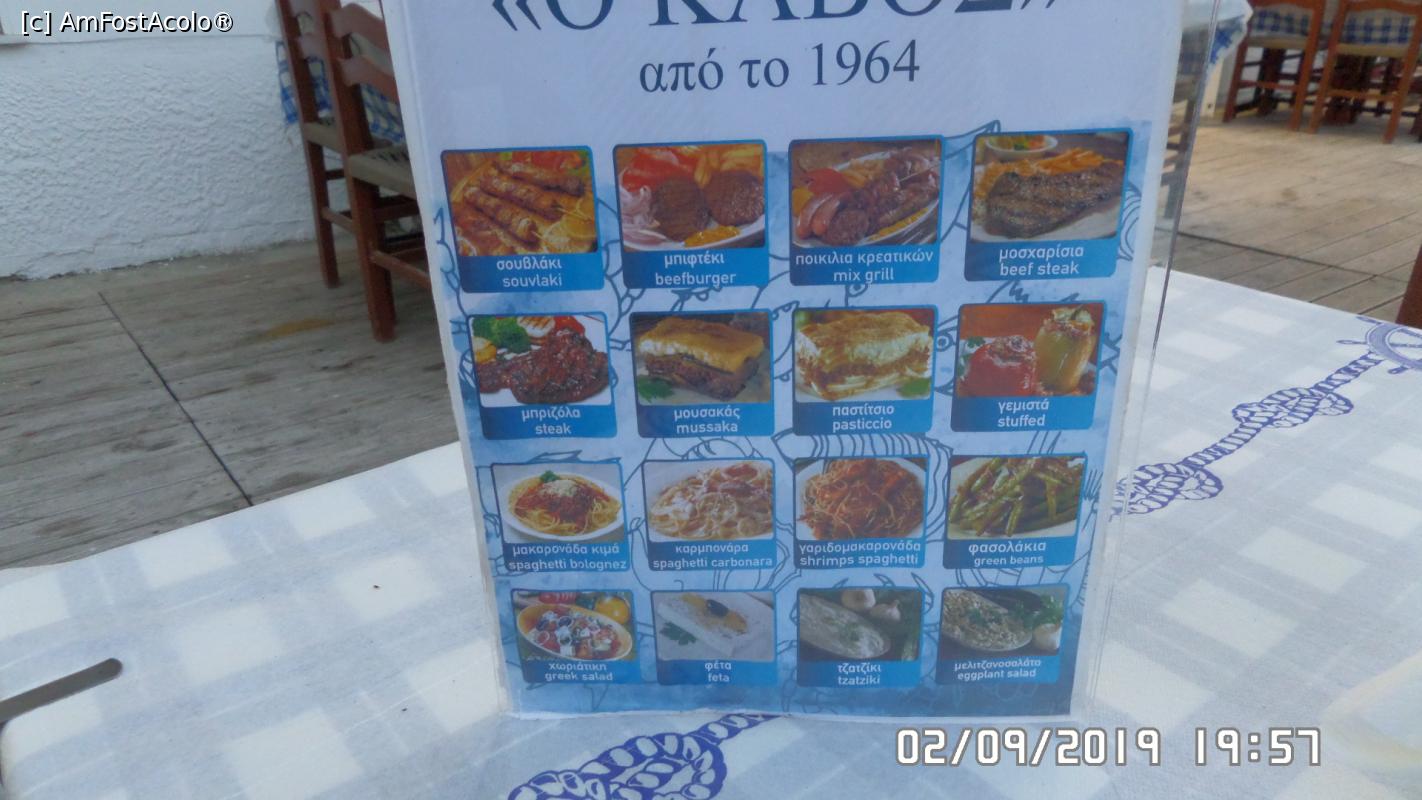 [c] AmFostAcolo®
«Ο ΚΑΒΟΣ»
από το 1964
σουβλάκι
souvlaki
μπιφτέκι
beefburger
ποικιλια κρεατικών
mix grill
μοσχαρίσια
beef steak
μπριζόλα
steak
μουσακάς
mussaka
παστίτσιο
pasticcio
γεμιστά
stuffed
μακαρονάδα κιμά
spaghetti bolognez
καρμπονάρα
spaghetti carbonara
γαριδομακαρονάδα
shrimps spaghetti
φασολάκια
green beans
χωριάτικη
greek salad
φέτα
feta
τζατζίκι
tzatziki
μελιτζανοσαλάτα
eggplant salad
02/09/2019 19:57